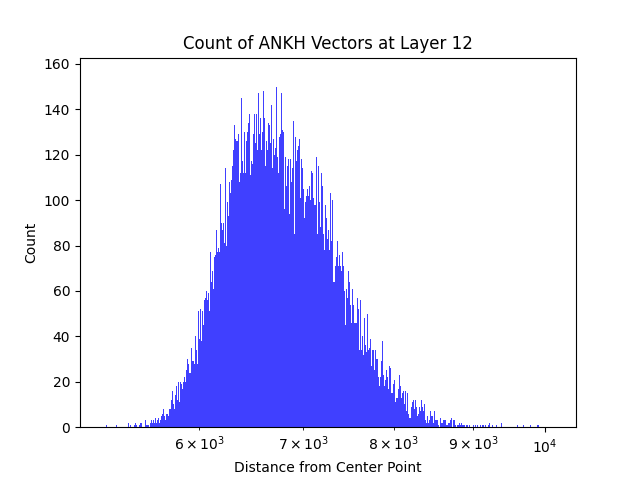 Count of ANKH Vectors at Layer 12
160
140
120
100
80
60
40
20
0
Count
6 × 10³
7 × 10³
8 × 10³
9 × 10³
10⁴
Distance from Center Point